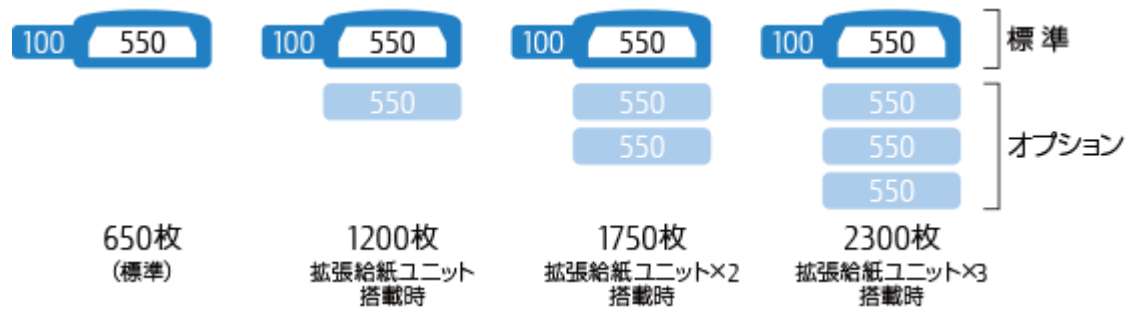 100 550 100 550 100 550 100 550 標準
550 550 550
550 550 オプション
550
650枚 1200枚 1750枚 2300枚
(標準) 拡張給紙ユニット 拡張給紙ユニット×2 拡張給紙ユニット×3
搭載時 搭載時 搭載時